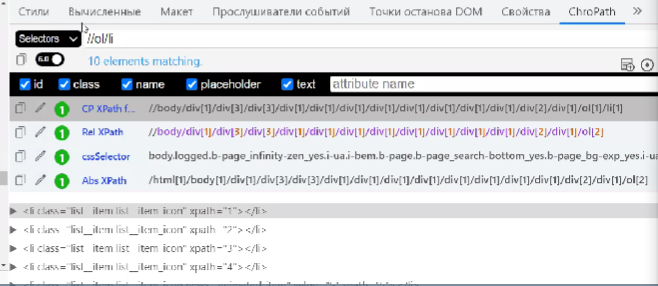 Стили Вычисленные Макет Прослушиватели событий Точки останова DOM Свойства ChroPath »
Selectors //ol/li
6.0 10 elements matching.
id class name placeholder text attribute name
1 CP XPath f... //body/div[1]/div[3]/div[3]/div[1]/div[1]/div[1]/div[1]/div[1]/div[1]/div[1]/div[2]/div[1]/ol[1]/li[1]
1 Rel XPath //body/div[1]/div[3]/div[3]/div[1]/div[1]/div[1]/div[1]/div[1]/div[1]/div[1]/div[2]/div[1]/ol[2]
1 cssSelector body.logged.b-page_infinity-zen_yes.i-ua.i-bem.b-page.b-page_search-bottom_yes.b-page_bg-exp_yes.i-ua
1 Abs XPath /html[1]/body[1]/div[1]/div[3]/div[3]/div[1]/div[1]/div[1]/div[1]/div[1]/div[1]/div[1]/div[2]/div[1]/ol[2]
<li class="list__item list__item_icon" xpath="1"></li>
<li class="list__item list__item_icon" xpath="2"></li>
<li class="list__item list__item_icon" xpath="3"></li>
<li class="list__item list__item_icon" xpath="4"></li>